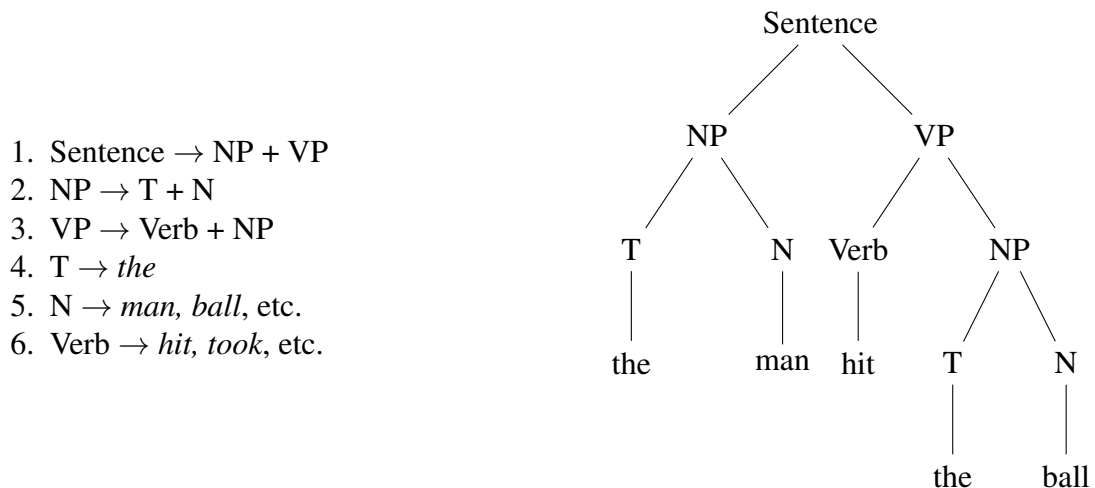 1. Sentence → NP + VP
2. NP → T + N
3. VP → Verb + NP
4. T → the
5. N → man, ball, etc.
6. Verb → hit, took, etc.
Sentence
NP VP
T N Verb NP
the man hit T N
the ball